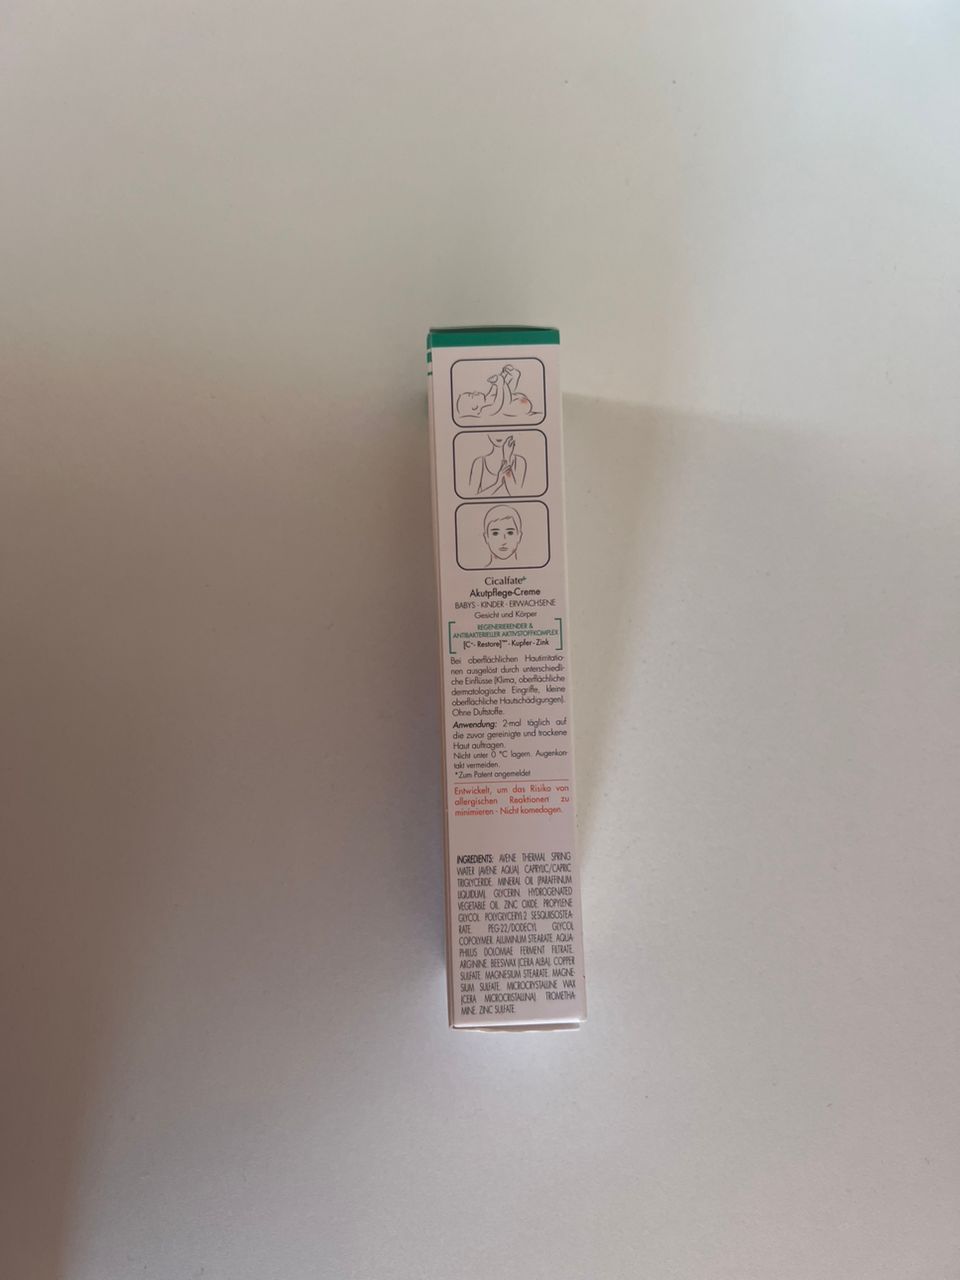 Cicalfate+
Akutpflege-Creme
BABYS · KINDER · ERWACHSENE
Gesicht und Körper
REGENERIERENDER &
ANTIBAKTERIELLER AKTIVSTOFFKOMPLEX
[C+- Restore]™* - Kupfer - Zink
Bei oberflächlichen Hautirritatio-
nen ausgelöst durch unterschiedli-
che Einflüsse (Klima, oberflächliche
dermatologische Eingriffe, kleine
oberflächliche Hautschädigungen).
Ohne Duftstoffe.
Anwendung: 2-mal täglich auf
die zuvor gereinigte und trockene
Haut auftragen.
Nicht unter 0 °C lagern. Augenkon-
takt vermeiden.
*Zum Patent angemeldet
Entwickelt, um das Risiko von
allergischen Reaktionen zu
minimieren - Nicht komedogen.
INGREDIENTS: AVENE THERMAL SPRING
WATER (AVENE AQUA). CAPRYLIC/CAPRIC
TRIGLYCERIDE. MINERAL OIL (PARAFFINUM
LIQUIDUM). GLYCERIN. HYDROGENATED
VEGETABLE OIL. ZINC OXIDE. PROPYLENE
GLYCOL. POLYGLYCERYL-2 SESQUIISOSTEA-
RATE. PEG-22/DODECYL GLYCOL
COPOLYMER. ALUMINUM STEARATE. AQUA-
PHILUS DOLOMIAE FERMENT FILTRATE.
ARGININE. BEESWAX (CERA ALBA). COPPER
SULFATE. MAGNESIUM STEARATE. MAGNE-
SIUM SULFATE. MICROCRYSTALLINE WAX
(CERA MICROCRISTALLINA). TROMETHA-
MINE. ZINC SULFATE.